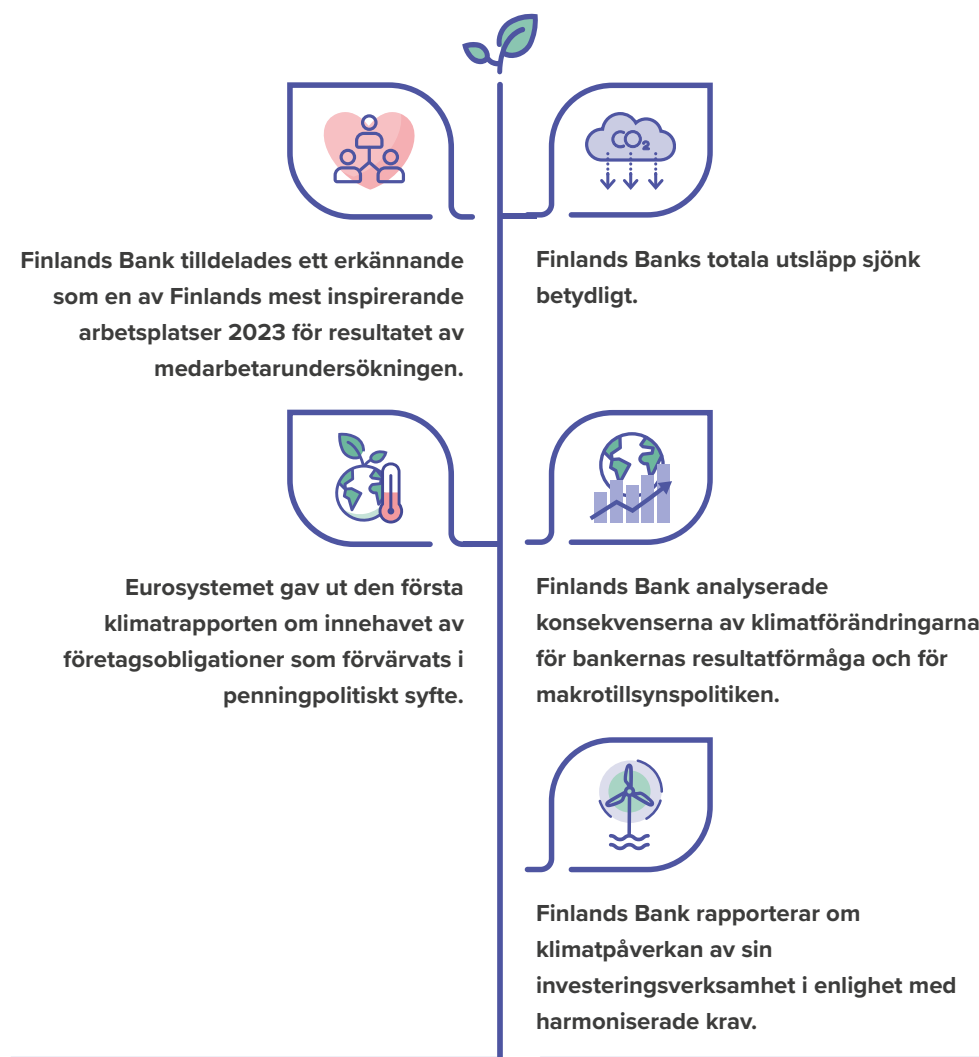 CO₂
Finlands Bank tilldelades ett erkännande
som en av Finlands mest inspirerande
arbetsplatser 2023 för resultatet av
medarbetarundersökningen.
Finlands Banks totala utsläpp sjönk
betydligt.
Eurosystemet gav ut den första
klimatrapporten om innehavet av
företagsobligationer som förvärvats i
penningpolitiskt syfte.
Finlands Bank analyserade
konsekvenserna av klimatförändringarna
för bankernas resultatförmåga och för
makrotillsynspolitiken.
Finlands Bank rapporterar om
klimatpåverkan av sin
investeringsverksamhet i enlighet med
harmoniserade krav.